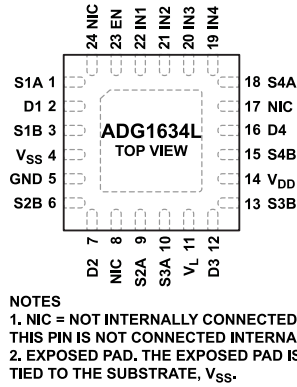 24 NIC
23 EN
22 IN1
21 IN2
20 IN3
19 IN4
S1A 1
D1 2
S1B 3
VSS 4
GND 5
S2B 6
ADG1634L
TOP VIEW
18 S4A
17 NIC
16 D4
15 S4B
14 VDD
13 S3B
D2 7
NIC 8
S2A 9
S3A 10
VL 11
D3 12
NOTES
1. NIC = NOT INTERNALLY CONNECTED
THIS PIN IS NOT CONNECTED INTERNA
2. EXPOSED PAD. THE EXPOSED PAD IS
TIED TO THE SUBSTRATE, VSS.